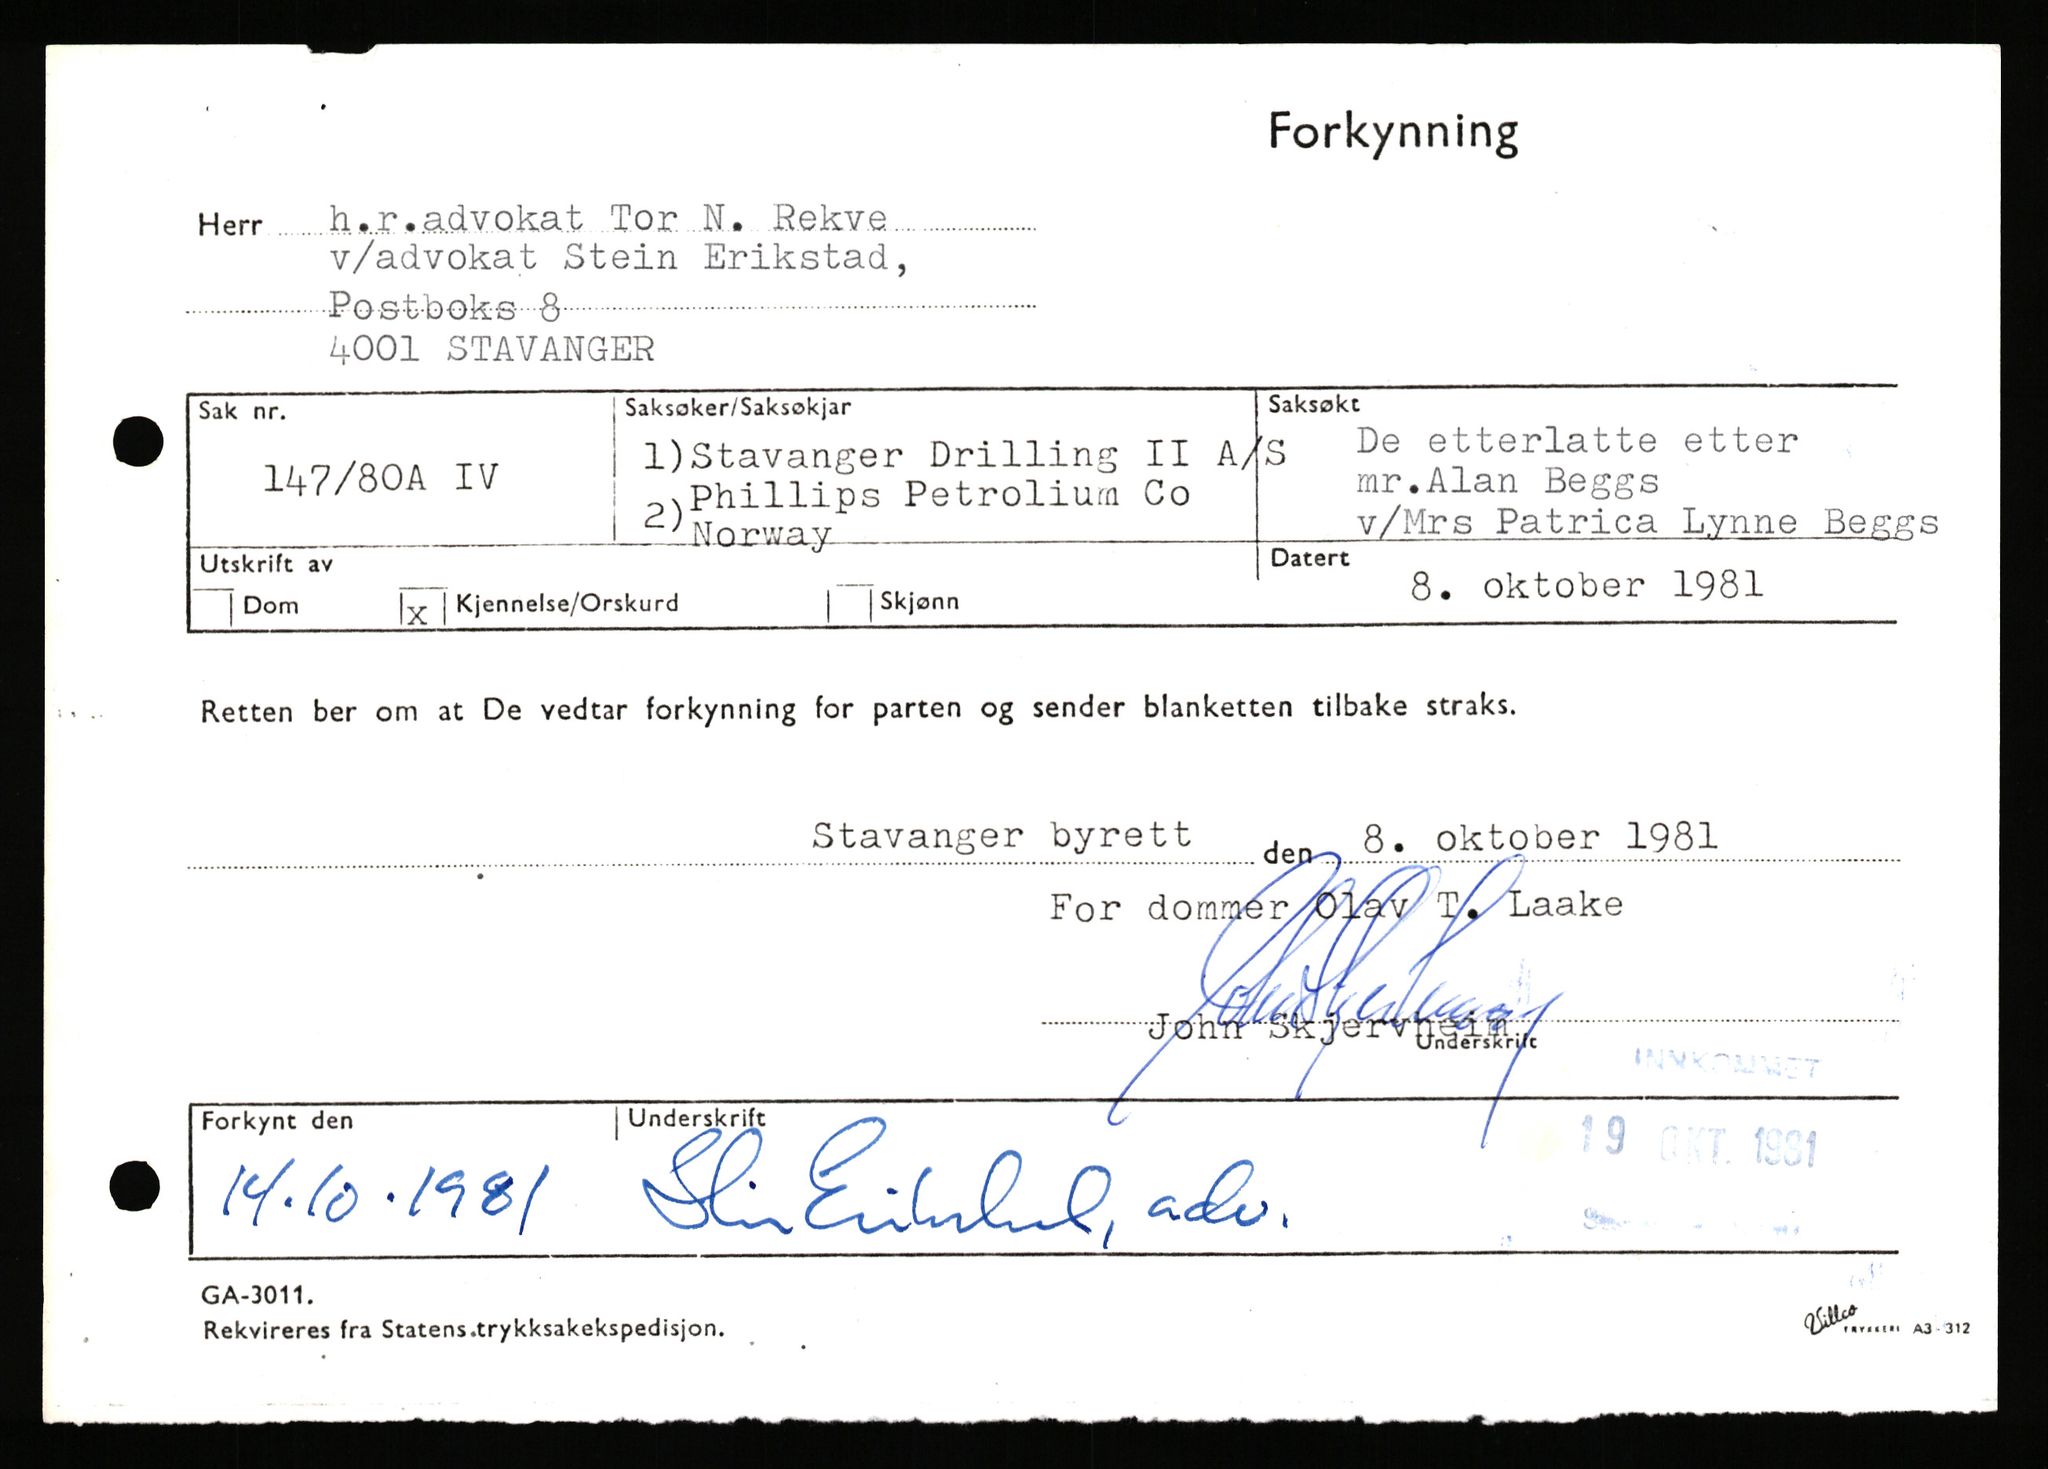 Forkynning
Herr h.r.advokat Tor N. Rekve
v/advokat Stein Erikstad,
Postboks 8
4001 STAVANGER
Sak nr.
147/80A IV
Saksøker/Saksøkjar
1) Stavanger Drilling II A/S
2) Phillips Petrolium Co
Norway
Saksøkt
De etterlatte etter
mr.Alan Beggs
v/Mrs Patrica Lynne Beggs
Utskrift av
Dom x Kjennelse/Orskurd Skjønn
Datert
8. oktober 1981
Retten ber om at De vedtar forkynning for parten og sender blanketten tilbake straks.
Stavanger byrett den 8. oktober 1981
For dommer Olav T. Laake
John Skjervheim
Underskrift
INNKOMMET
19 OKT. 1981
Forkynt den
14.10.1981
Underskrift
Stein Erikstad, adv.
GA-3011.
Rekvireres fra Statens trykksakekspedisjon.
Villco
TRYKKERI A3-312